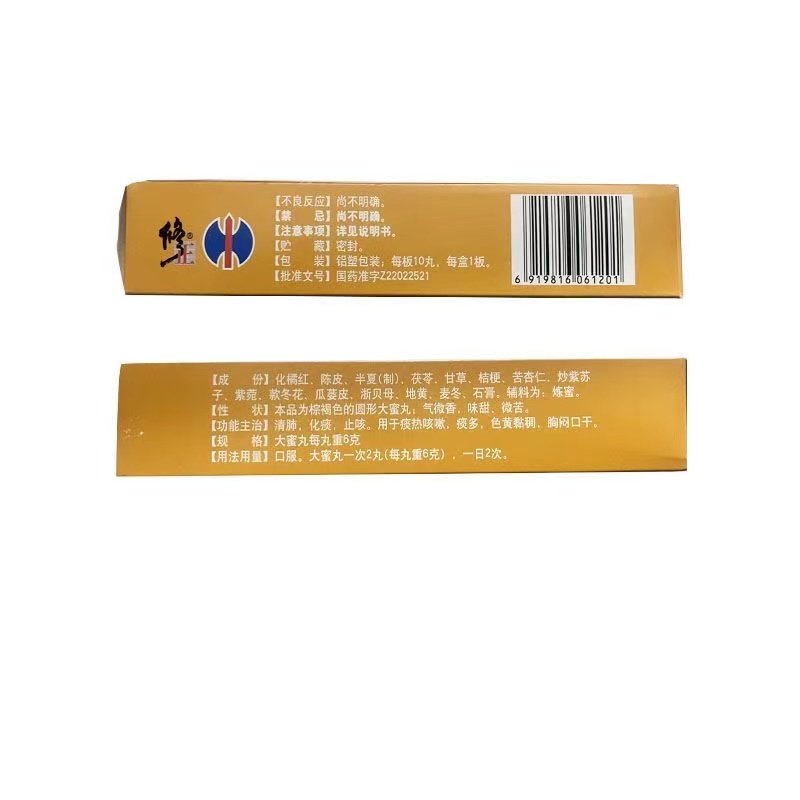 修正®
【不良反应】尚不明确。
【禁 忌】尚不明确。
【注意事项】详见说明书。
【贮 藏】密封。
【包 装】铝塑包装；每板10丸，每盒1板。
【批准文号】国药准字Z22022521
6 919816 061201
【成 份】化橘红、陈皮、半夏(制)、茯苓、甘草、桔梗、苦杏仁、炒紫苏
子、紫菀、款冬花、瓜蒌皮、浙贝母、地黄、麦冬、石膏。辅料为：炼蜜。
【性 状】本品为棕褐色的圆形大蜜丸；气微香，味甜、微苦。
【功能主治】清肺，化痰，止咳。用于痰热咳嗽，痰多，色黄黏稠，胸闷口干。
【规 格】大蜜丸每丸重6克
【用法用量】口服。大蜜丸一次2丸(每丸重6克)，一日2次。